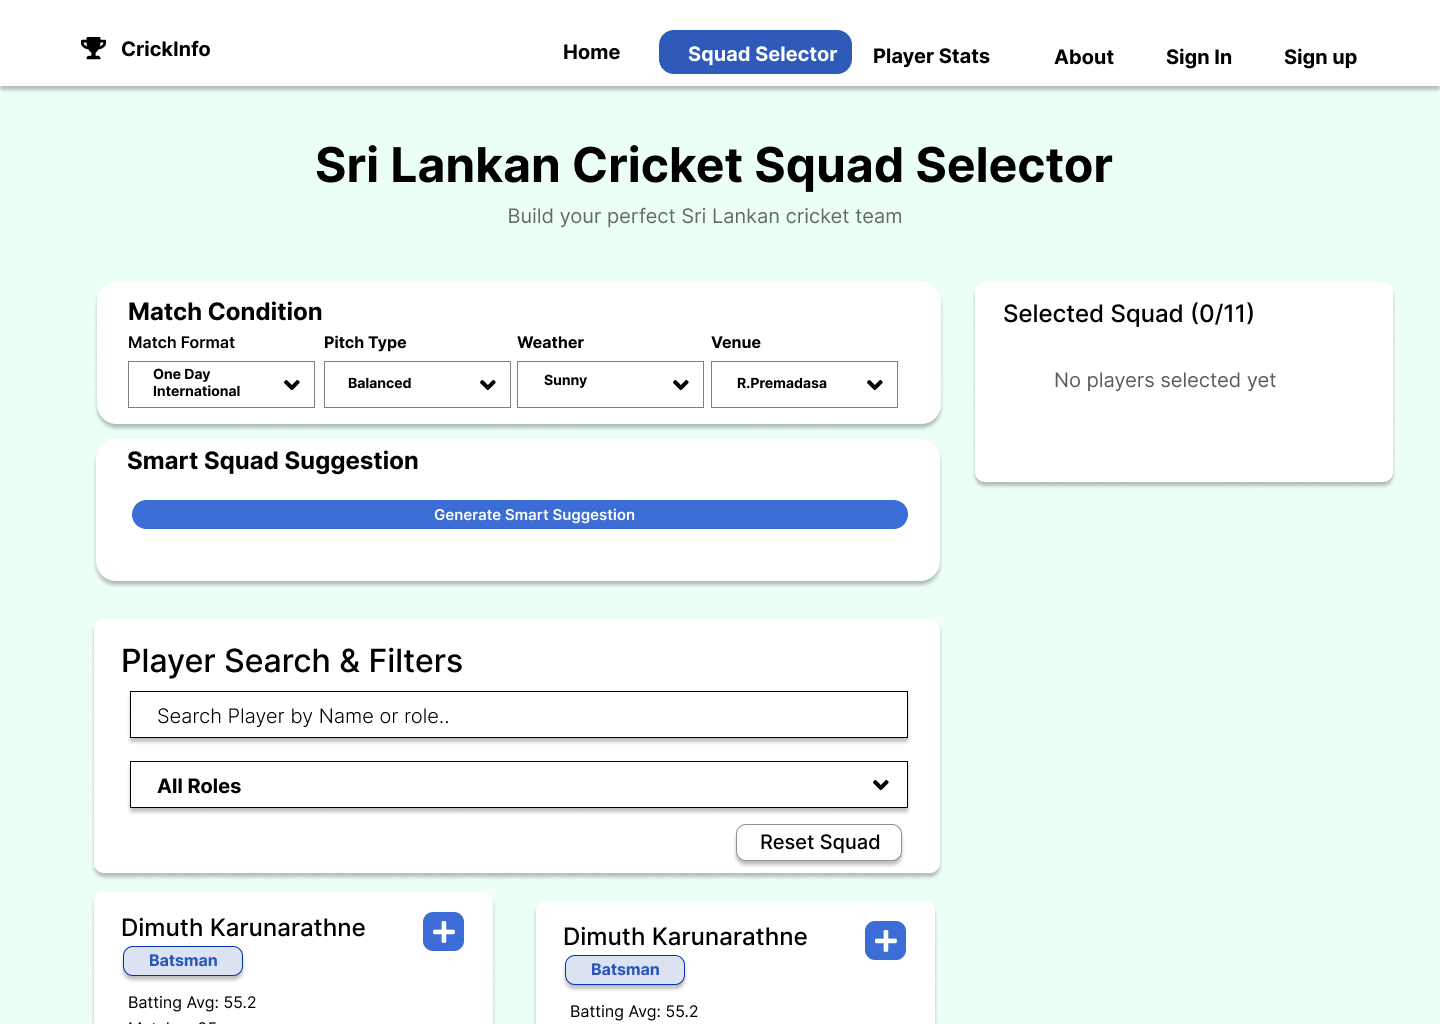 CrickInfo
Home
Squad Selector
Player Stats
About
Sign In
Sign up
Sri Lankan Cricket Squad Selector
Build your perfect Sri Lankan cricket team
Match Condition
Match Format
Pitch Type
Weather
Venue
One Day
International
Balanced
Sunny
R.Premadasa
Selected Squad (0/11)
No players selected yet
Smart Squad Suggestion
Generate Smart Suggestion
Player Search & Filters
Search Player by Name or role..
All Roles
Reset Squad
Dimuth Karunarathne
Batsman
Batting Avg: 55.2
Dimuth Karunarathne
Batsman
Batting Avg: 55.2